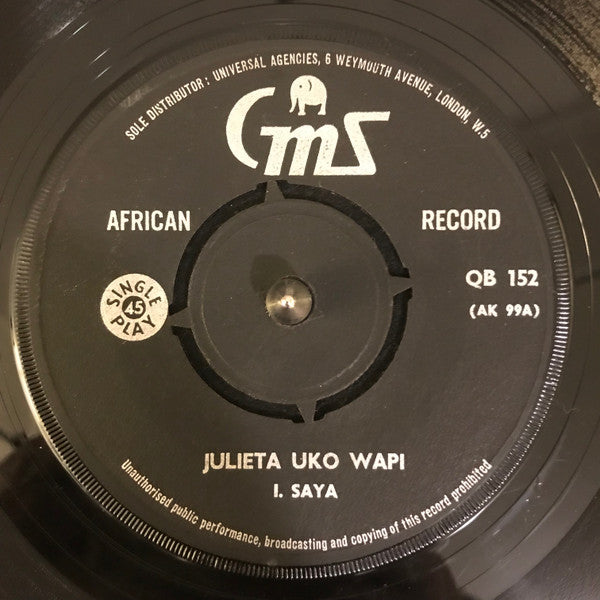 SOLE DISTRIBUTOR: UNIVERSAL AGENCIES, 6 WEYMOUTH AVENUE, LONDON, W.5
CMS
AFRICAN RECORD
SINGLE
45
PLAY
QB 152
(AK 99A)
JULIETA UKO WAPI
I. SAYA
Unauthorised public performance, broadcasting and copying of this record prohibited